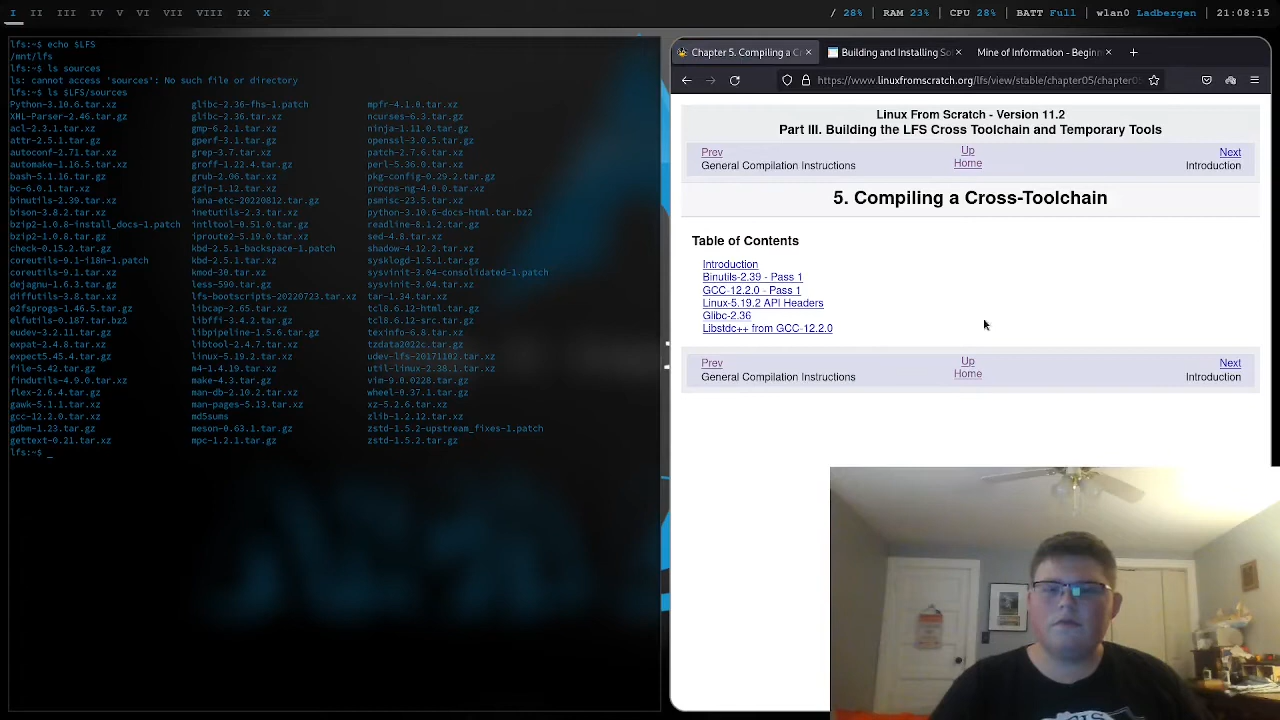 I II III IV V VI VII VIII IX X
/ 28% | RAM 23% | CPU 28% | BATT Full | wlan0 Ladbergen | 21:08:15
lfs:~$ echo $LFS
/mnt/lfs
lfs:~$ ls sources
ls: cannot access 'sources': No such file or directory
lfs:~$ ls $LFS/sources
Python-3.10.6.tar.xz glibc-2.36-fhs-1.patch mpfr-4.1.0.tar.xz
XML-Parser-2.46.tar.gz glibc-2.36.tar.xz ncurses-6.3.tar.gz
acl-2.3.1.tar.xz gmp-6.2.1.tar.xz ninja-1.11.0.tar.gz
attr-2.5.1.tar.gz gperf-3.1.tar.gz openssl-3.0.5.tar.gz
autoconf-2.71.tar.xz grep-3.7.tar.xz patch-2.7.6.tar.xz
automake-1.16.5.tar.xz groff-1.22.4.tar.gz perl-5.36.0.tar.xz
bash-5.1.16.tar.gz grub-2.06.tar.xz pkg-config-0.29.2.tar.gz
bc-6.0.1.tar.xz gzip-1.12.tar.xz procps-ng-4.0.0.tar.xz
binutils-2.39.tar.xz iana-etc-20220812.tar.gz psmisc-23.5.tar.xz
bison-3.8.2.tar.xz inetutils-2.3.tar.xz python-3.10.6-docs-html.tar.bz2
bzip2-1.0.8-install_docs-1.patch intltool-0.51.0.tar.gz readline-8.1.2.tar.gz
bzip2-1.0.8.tar.gz iproute2-5.19.0.tar.xz sed-4.8.tar.xz
check-0.15.2.tar.gz kbd-2.5.1-backspace-1.patch shadow-4.12.2.tar.xz
coreutils-9.1-i18n-1.patch kbd-2.5.1.tar.xz sysklogd-1.5.1.tar.gz
coreutils-9.1.tar.xz kmod-30.tar.xz sysvinit-3.04-consolidated-1.patch
dejagnu-1.6.3.tar.gz less-590.tar.gz sysvinit-3.04.tar.xz
diffutils-3.8.tar.xz lfs-bootscripts-20220723.tar.xz tar-1.34.tar.xz
e2fsprogs-1.46.5.tar.gz libcap-2.65.tar.xz tcl8.6.12-html.tar.gz
elfutils-0.187.tar.bz2 libffi-3.4.2.tar.gz tcl8.6.12-src.tar.gz
eudev-3.2.11.tar.gz libpipeline-1.5.6.tar.gz texinfo-6.8.tar.xz
expat-2.4.8.tar.xz libtool-2.4.7.tar.xz tzdata2022c.tar.gz
expect5.45.4.tar.gz linux-5.19.2.tar.xz udev-lfs-20171102.tar.xz
file-5.42.tar.gz m4-1.4.19.tar.xz util-linux-2.38.1.tar.xz
findutils-4.9.0.tar.xz make-4.3.tar.gz vim-9.0.0228.tar.gz
flex-2.6.4.tar.gz man-db-2.10.2.tar.xz wheel-0.37.1.tar.gz
gawk-5.1.1.tar.xz man-pages-5.13.tar.xz xz-5.2.6.tar.xz
gcc-12.2.0.tar.xz md5sums zlib-1.2.12.tar.xz
gdbm-1.23.tar.gz meson-0.63.1.tar.gz zstd-1.5.2-upstream_fixes-1.patch
gettext-0.21.tar.xz mpc-1.2.1.tar.gz zstd-1.5.2.tar.gz
lfs:~$ _
Chapter 5. Compiling a C Building and Installing So Mine of Information - Beginn
https://www.linuxfromscratch.org/lfs/view/stable/chapter05/chapter0
Linux From Scratch - Version 11.2
Part III. Building the LFS Cross Toolchain and Temporary Tools
Prev Up Next
General Compilation Instructions Home Introduction
5. Compiling a Cross-Toolchain
Table of Contents
Introduction
Binutils-2.39 - Pass 1
GCC-12.2.0 - Pass 1
Linux-5.19.2 API Headers
Glibc-2.36
Libstdc++ from GCC-12.2.0
Prev Up Next
General Compilation Instructions Home Introduction